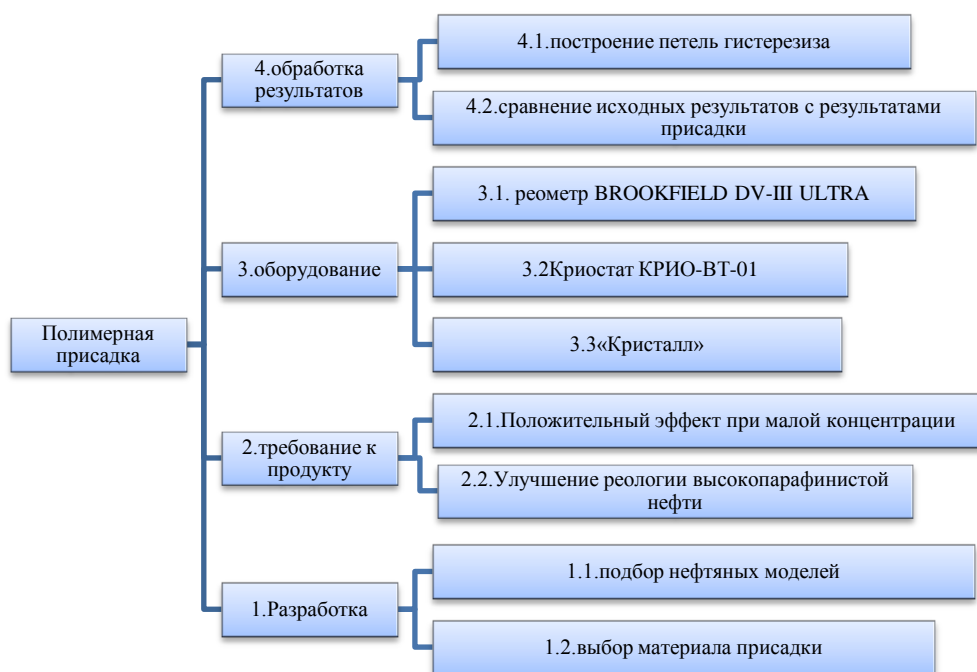 4.1.построение петель гистерезиза
4.обработка
результатов
4.2.сравнение исходных результатов с результатами
присадки
3.1. реометр BROOKFIELD DV-III ULTRA
3.оборудование
3.2Криостат КРИО-ВТ-01
3.3«Кристалл»
Полимерная
присадка
2.1.Положительный эффект при малой концентрации
2.требование к
продукту
2.2.Улучшение реологии высокопарафинистой
нефти
1.1.подбор нефтяных моделей
1.Разработка
1.2.выбор материала присадки